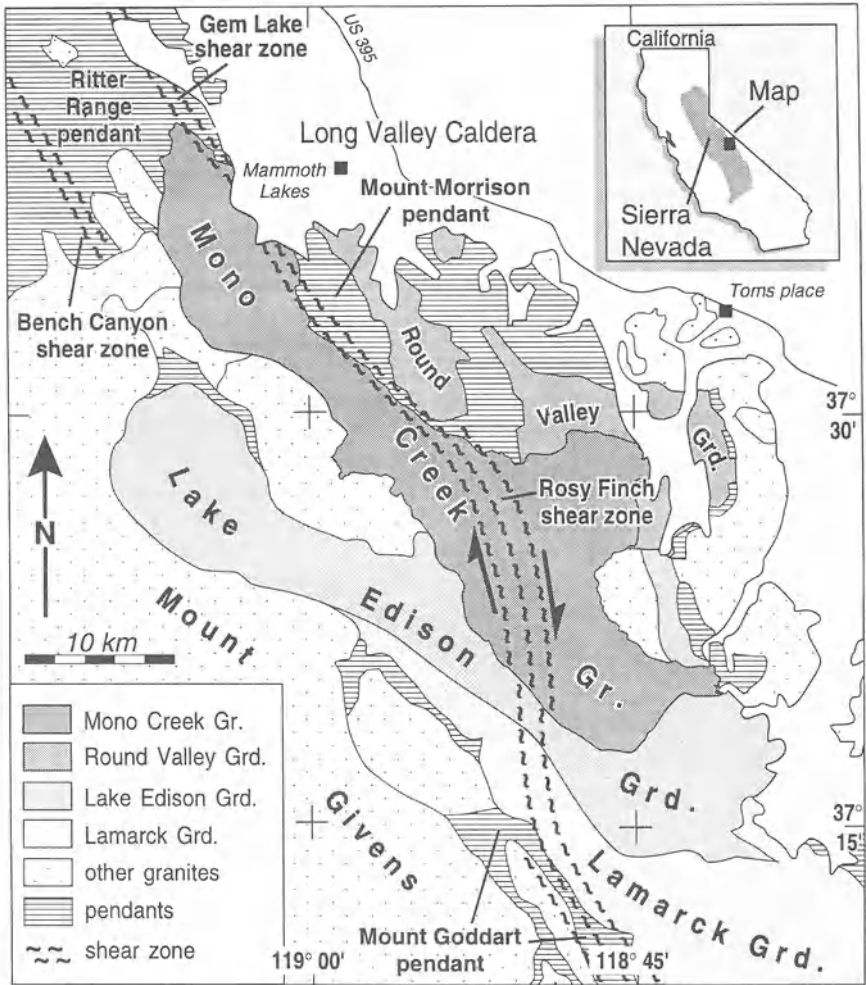 Gem Lake
shear zone
US 395
California
Ritter
Range
pendant
Map
Long Valley Caldera
Mammoth
Lakes
Mount-Morrison
pendant
Sierra
Nevada
Mono
Toms place
Bench Canyon
shear zone
Round
Valley
Grd.
37°
30'
Creek
Lake
Rosy Finch
shear zone
N
Edison
Mount
10 km
Gr.
Mono Creek Gr.
Round Valley Grd.
Lake Edison Grd.
Lamarck Grd.
other granites
pendants
shear zone
Grd.
Givens
37°
15'
Lamarck Grd.
Mount Goddart
pendant
119° 00'
118° 45'